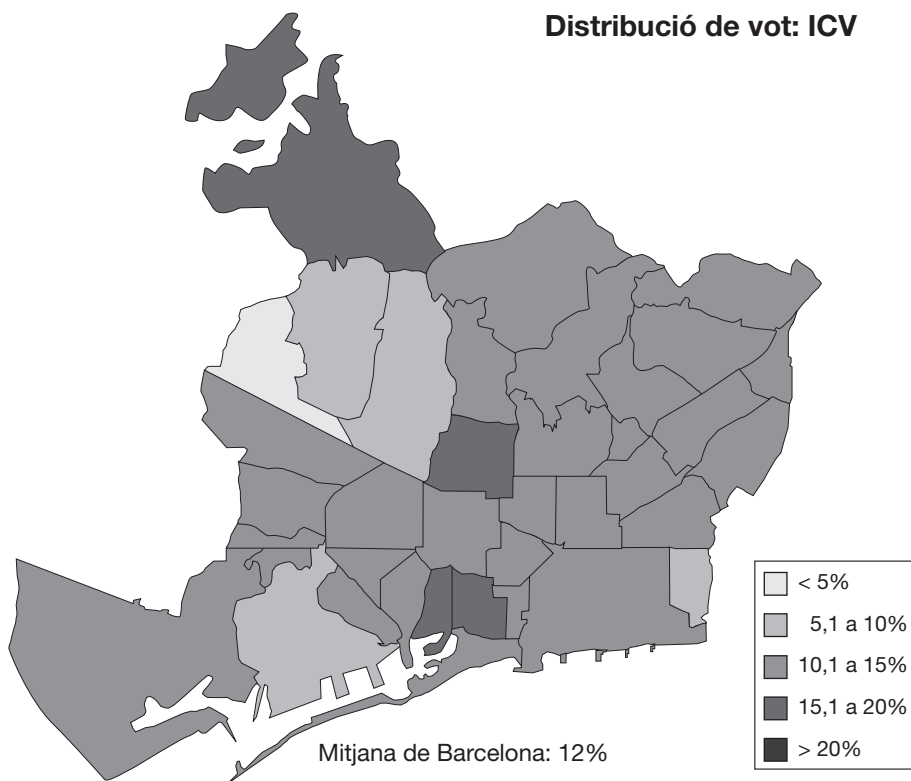 Distribució de vot: ICV
< 5%
5,1 a 10%
10,1 a 15%
15,1 a 20%
> 20%
Mitjana de Barcelona: 12%